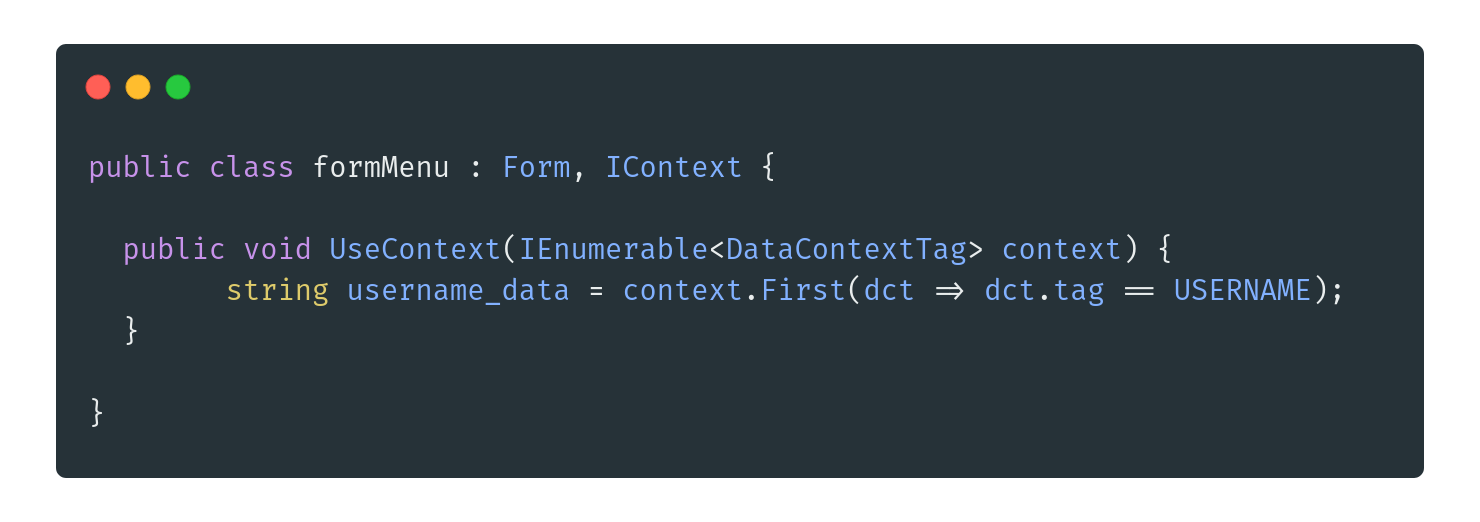 public class formMenu : Form, IContext {
public void UseContext(IEnumerable<DataContextTag> context) {
string username_data = context.First(dct => dct.tag == USERNAME);
}
}